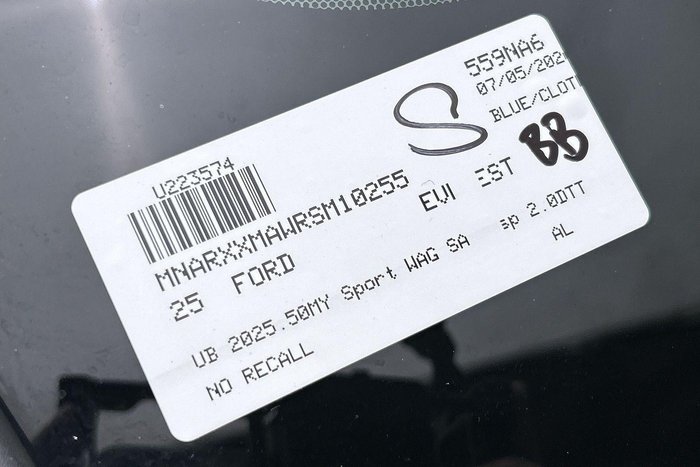 559NA6
07/05/202
BLUE/CLOT
S
BB
U223574
MNARXXMAWRSM10255 EVI EST
25 FORD
UB 2025.50MY Sport WAG SA sp 2.0DTT
NO RECALL AL